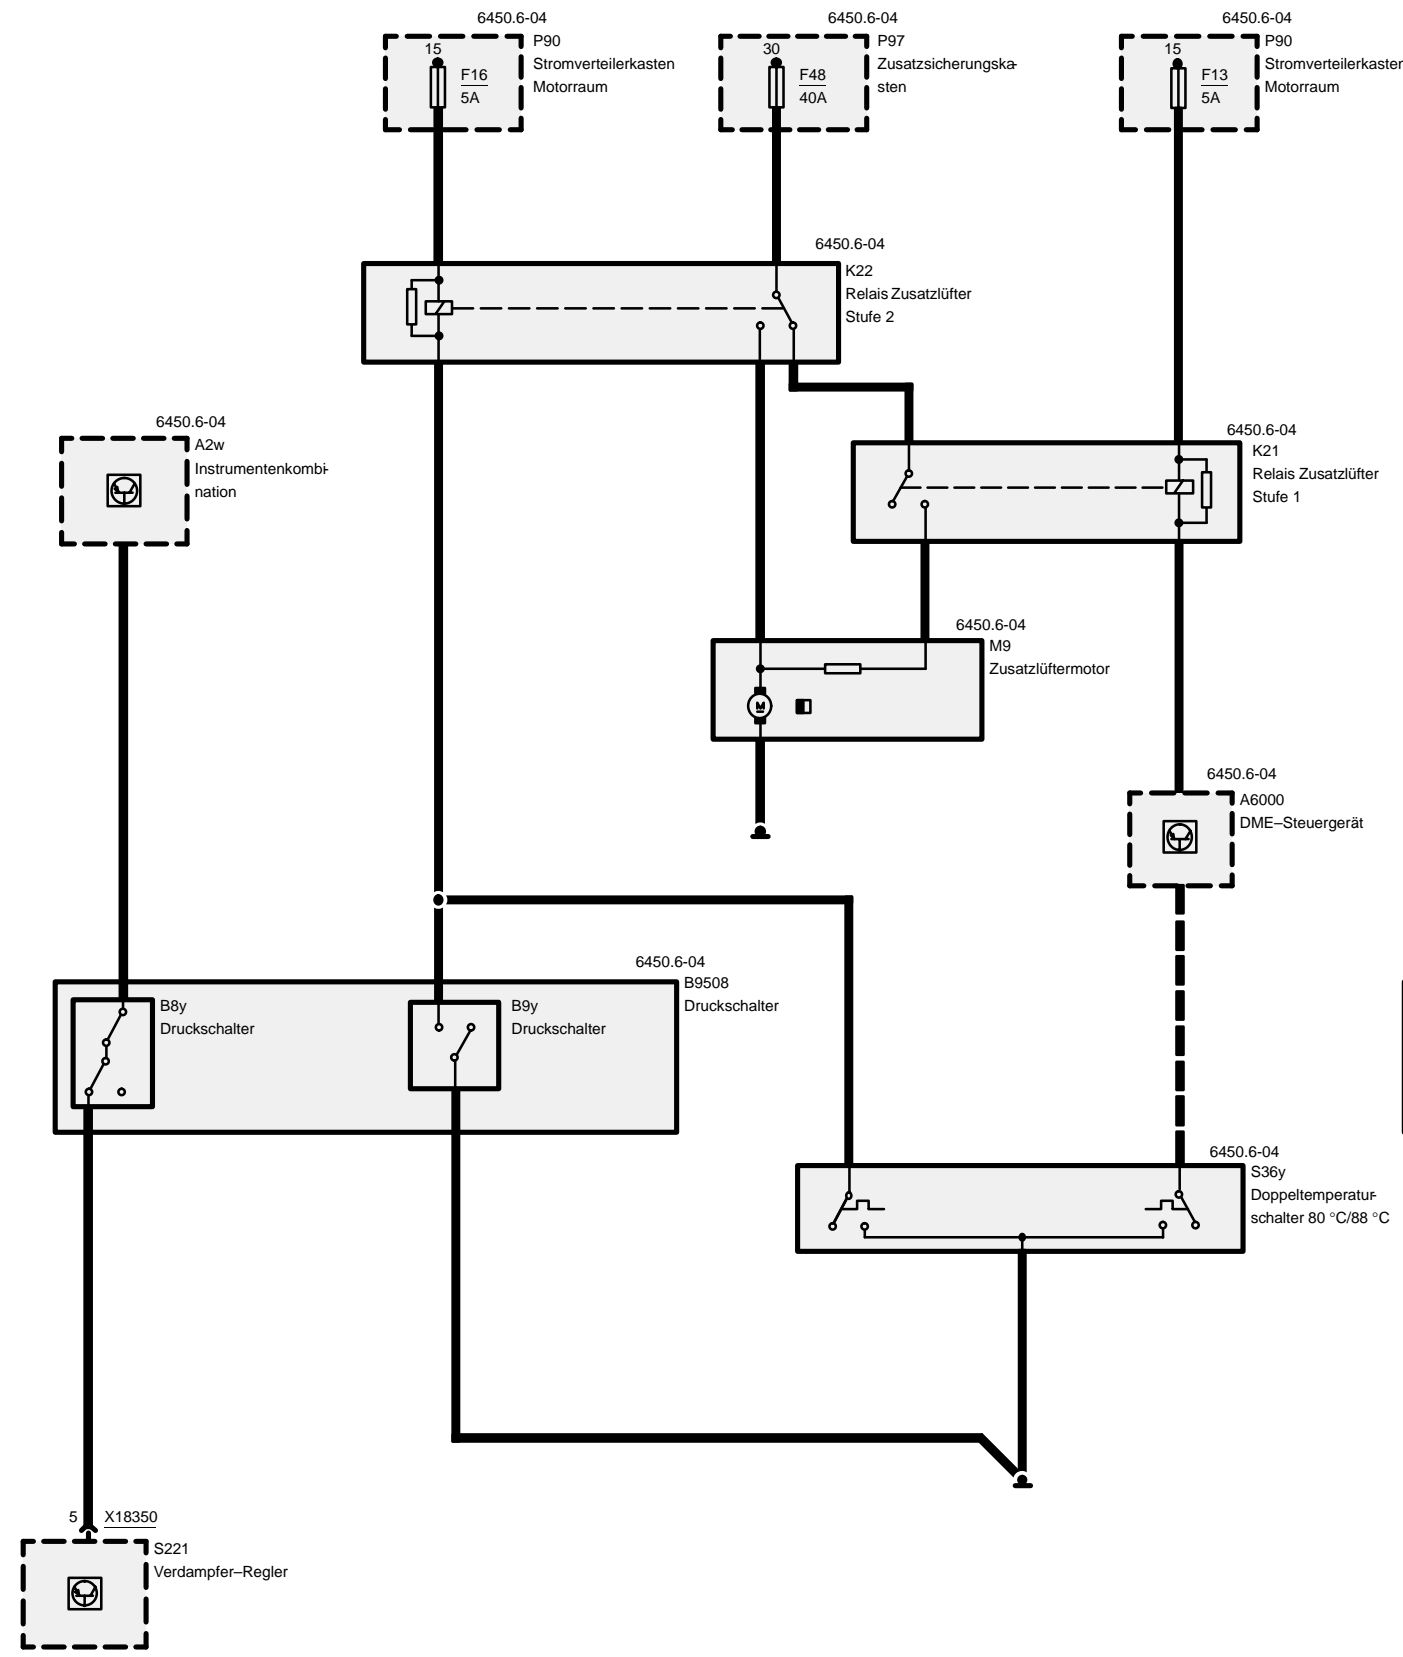 6450.6-04
P90
15
Stromverteilerkasten
F16
Motorraum
5A
6450.6-04
P97
30
Zusatzsicherungska-
F48
sten
40A
6450.6-04
P90
15
Stromverteilerkasten
F13
Motorraum
5A
6450.6-04
K22
Relais Zusatzlüfter
Stufe 2
6450.6-04
A2w
Instrumentenkombi-
nation
6450.6-04
K21
Relais Zusatzlüfter
Stufe 1
6450.6-04
M9
Zusatzlüftermotor
M
6450.6-04
A6000
DME–Steuergerät
6450.6-04
B9508
Druckschalter
B8y
Druckschalter
B9y
Druckschalter
6450.6-04
S36y
Doppeltemperatur-
schalter 80 °C/88 °C
5 X18350
S221
Verdampfer–Regler